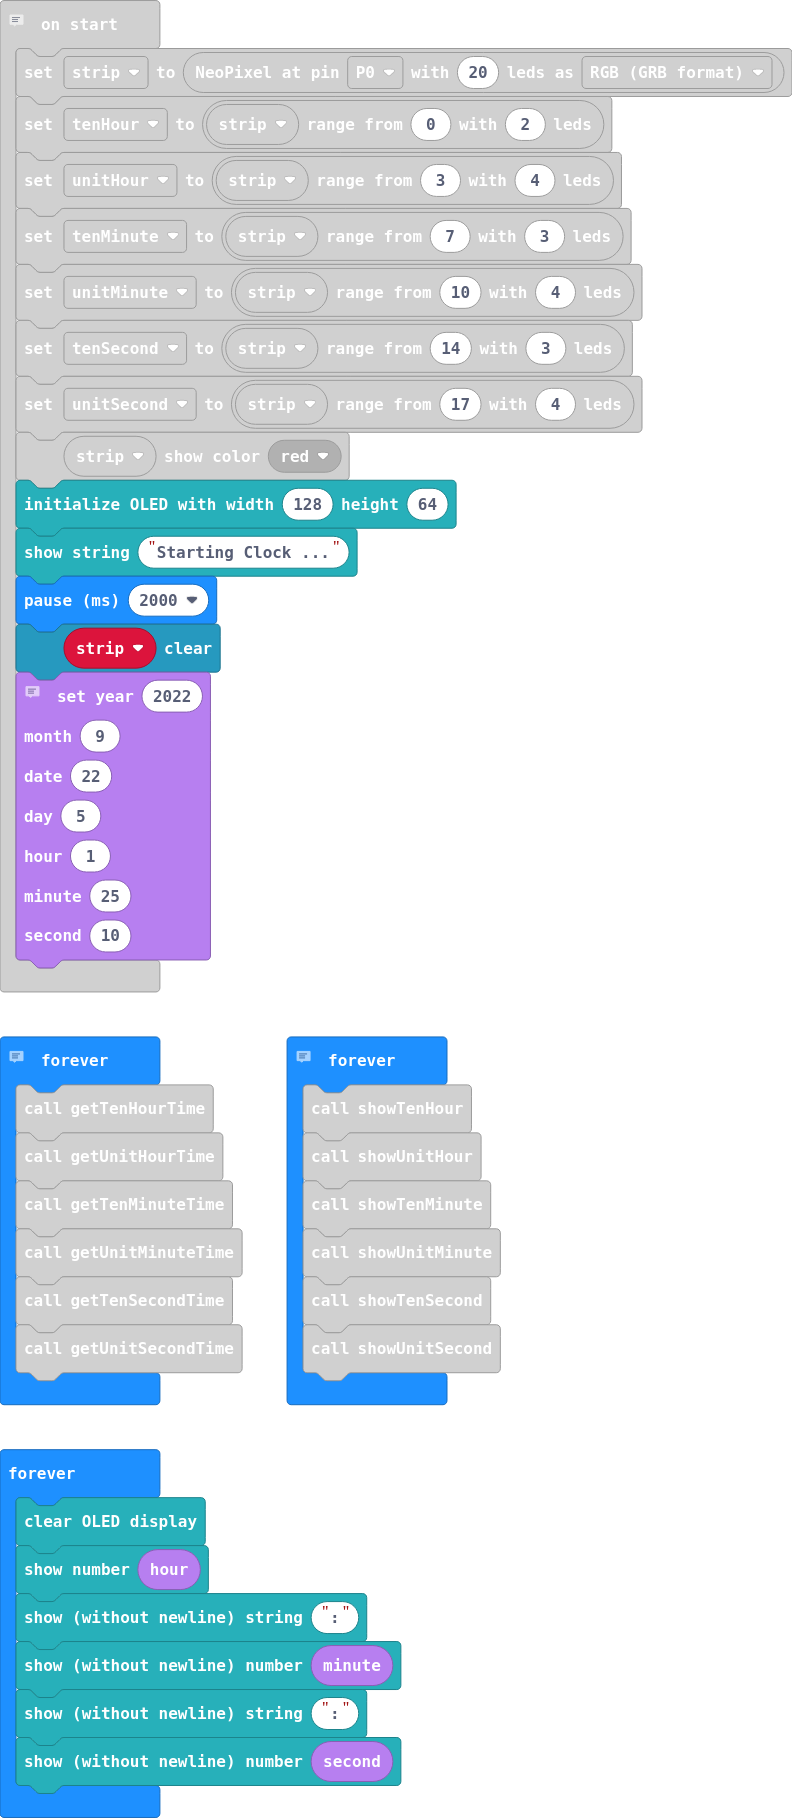 on start
set strip to NeoPixel at pin P0 with 20 leds as RGB (GRB format)
set tenHour to strip range from 0 with 2 leds
set unitHour to strip range from 3 with 4 leds
set tenMinute to strip range from 7 with 3 leds
set unitMinute to strip range from 10 with 4 leds
set tenSecond to strip range from 14 with 3 leds
set unitSecond to strip range from 17 with 4 leds
strip show color red
initialize OLED with width 128 height 64
show string "Starting Clock ..."
pause (ms) 2000
strip clear
set year 2022
month 9
date 22
day 5
hour 1
minute 25
second 10
forever
call getTenHourTime
call getUnitHourTime
call getTenMinuteTime
call getUnitMinuteTime
call getTenSecondTime
call getUnitSecondTime
forever
call showTenHour
call showUnitHour
call showTenMinute
call showUnitMinute
call showTenSecond
call showUnitSecond
forever
clear OLED display
show number hour
show (without newline) string ":"
show (without newline) number minute
show (without newline) string ":"
show (without newline) number second